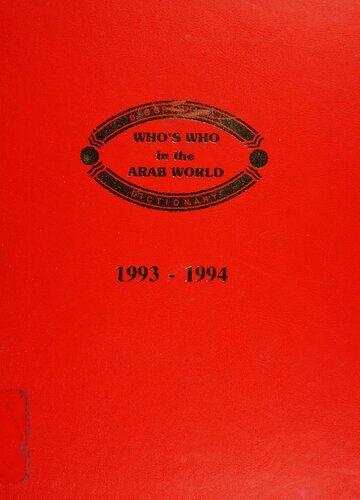 WHO'S WHO
in the
ARAB WORLD
DICTIONARY
1993 - 1994